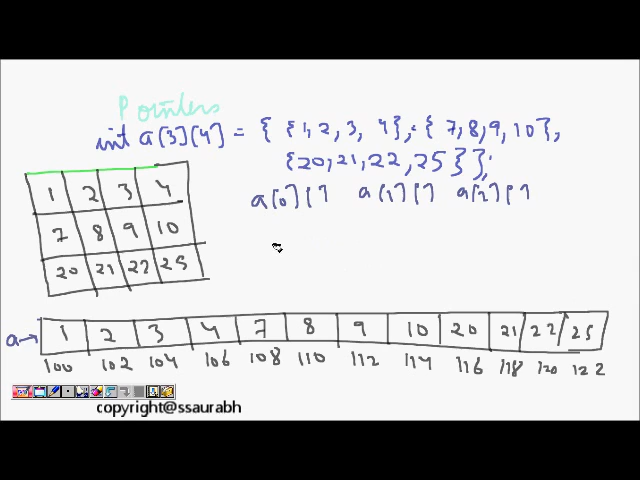 Pointers
int a[3][4] = { {1,2,3, 4}, { 7,8,9,10},
{20,21,22,25} };
a[0][ ] a[1][ ] a[2][ ]
1 2 3 4
7 8 9 10
20 21 22 25
a→ 1 2 3 4 7 8 9 10 20 21 22 25
100 102 104 106 108 110 112 114 116 118 120 122
copyright@ssaurabh